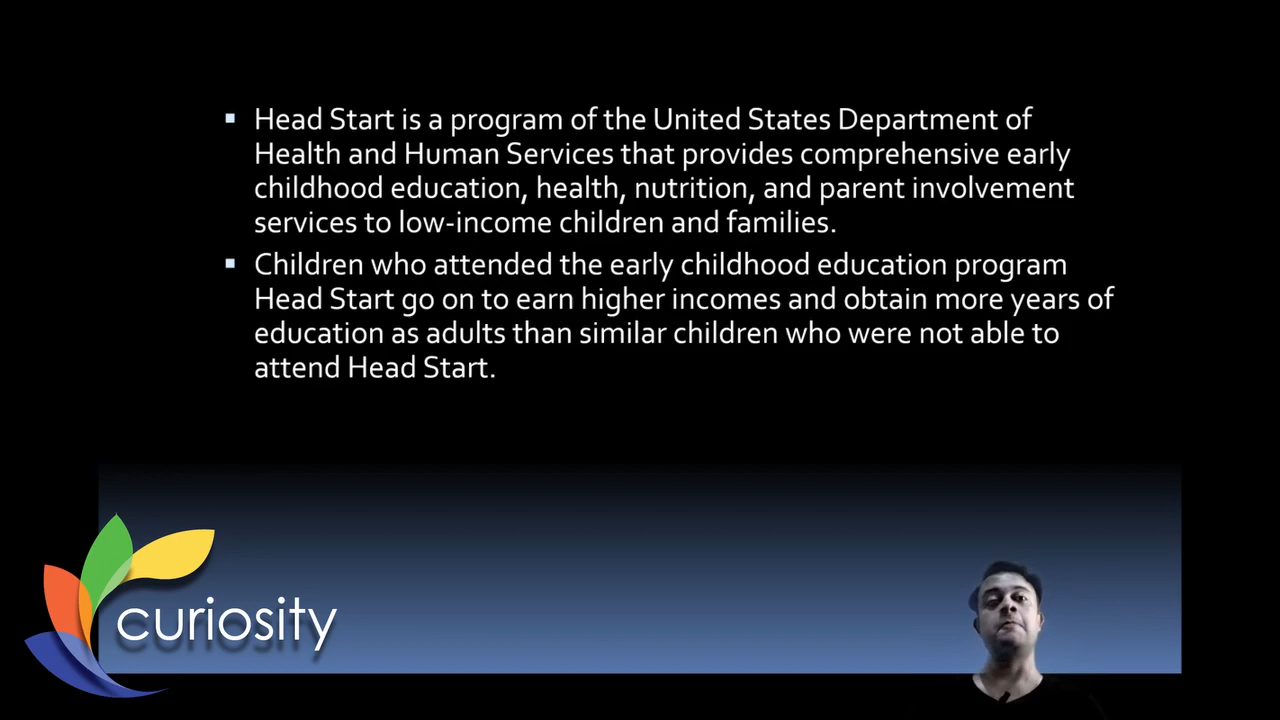 Head Start is a program of the United States Department of
Health and Human Services that provides comprehensive early
childhood education, health, nutrition, and parent involvement
services to low-income children and families.
Children who attended the early childhood education program
Head Start go on to earn higher incomes and obtain more years of
education as adults than similar children who were not able to
attend Head Start.
curiosity